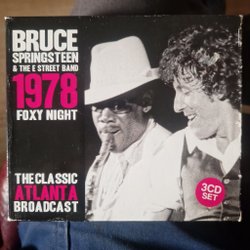 BRUCE
SPRINGSTEEN
& THE E STREET BAND
1978
FOXY NIGHT
THE CLASSIC
ATLANTA
BROADCAST
3CD
SET